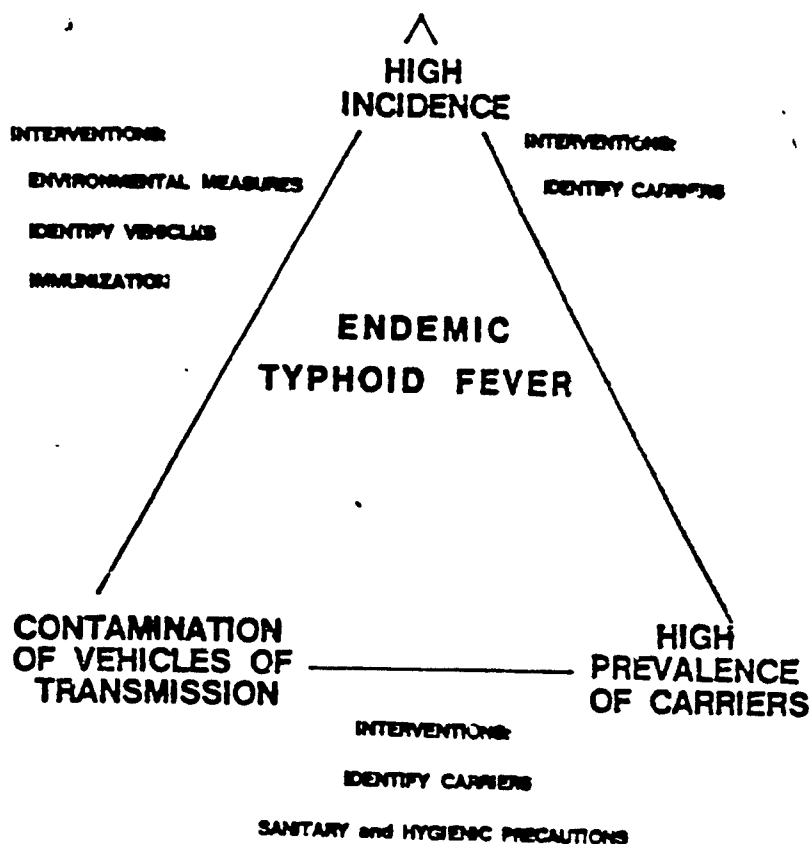 HIGH
INCIDENCE
INTERVENTIONS:
ENVIRONMENTAL MEASURES
IDENTIFY VEHICLES
IMMUNIZATION
INTERVENTIONS:
IDENTIFY CARRIERS
ENDEMIC
TYPHOID FEVER
CONTAMINATION
OF VEHICLES OF
TRANSMISSION
HIGH
PREVALENCE
OF CARRIERS
INTERVENTIONS:
IDENTIFY CARRIERS
SANITARY and HYGIENIC PRECAUTIONS